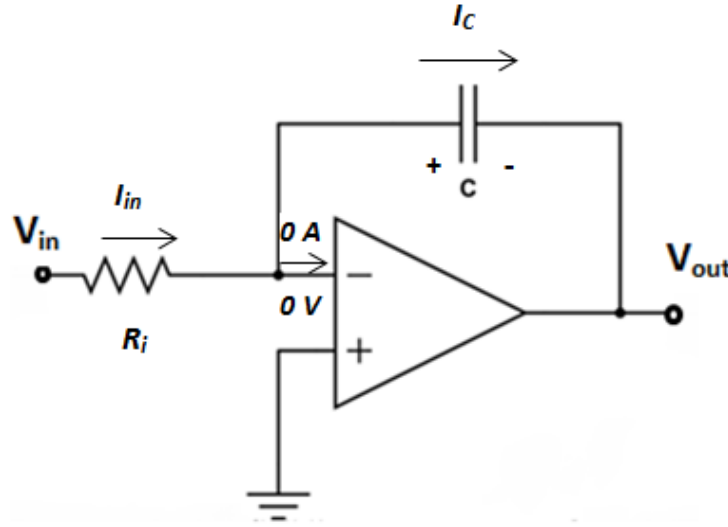 I_C
+ -
C
I_in
V_in
0 A
−
0 V
V_out
R_i
+